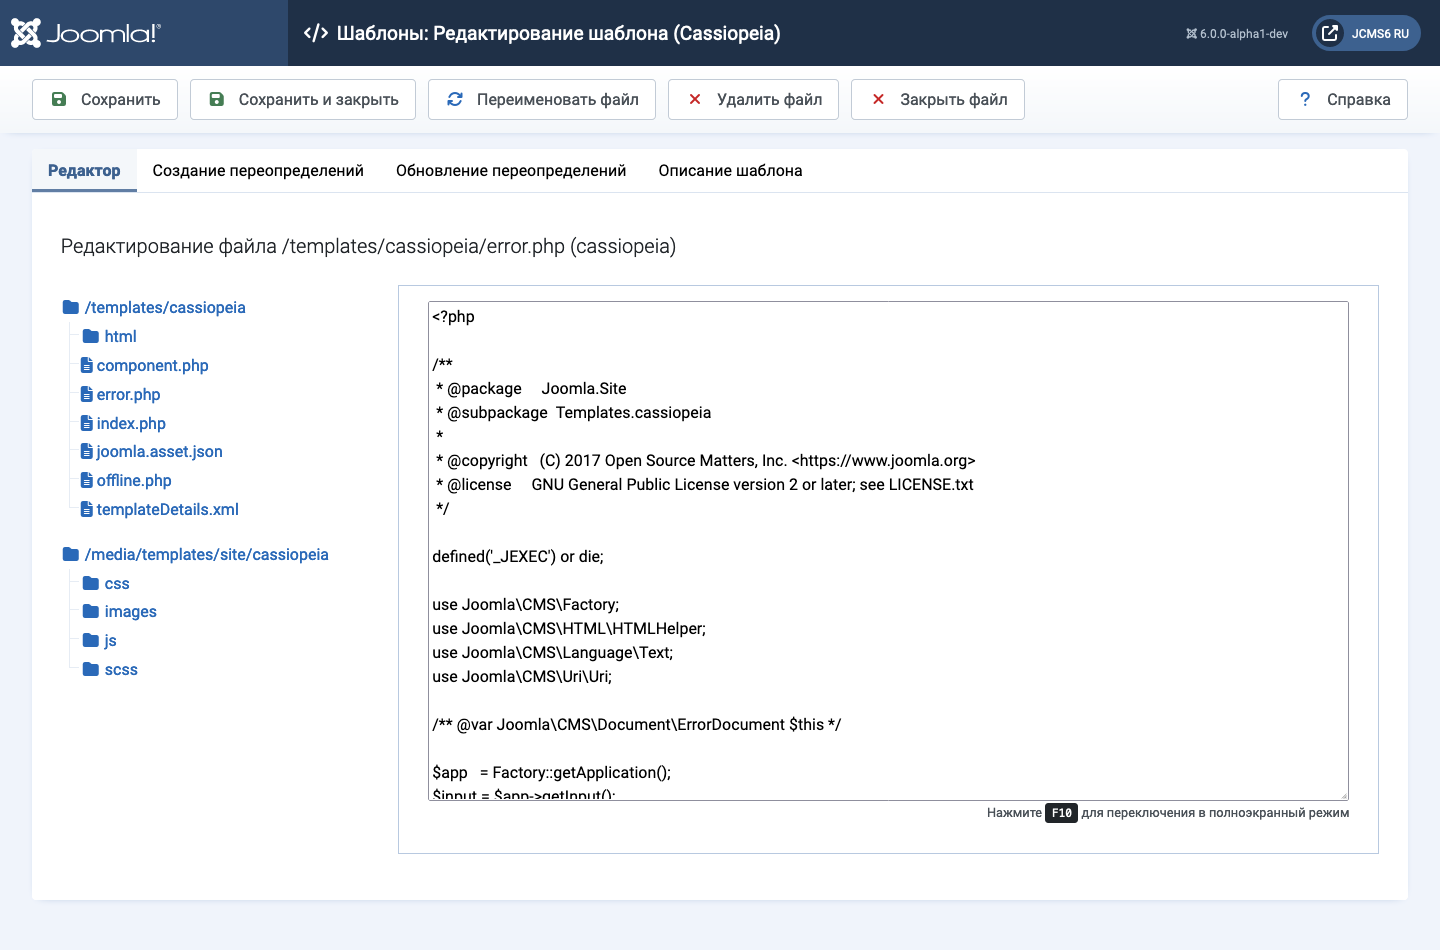 Joomla!
Шаблоны: Редактирование шаблона (Cassiopeia)
6.0.0-alpha1-dev
JCMS6 RU
Сохранить
Сохранить и закрыть
Переименовать файл
Удалить файл
Закрыть файл
? Справка
Редактор
Создание переопределений
Обновление переопределений
Описание шаблона
Редактирование файла /templates/cassiopeia/error.php (cassiopeia)
/templates/cassiopeia
html
component.php
error.php
index.php
joomla.asset.json
offline.php
templateDetails.xml
/media/templates/site/cassiopeia
css
images
js
scss
<?php
/**
* @package     Joomla.Site
* @subpackage  Templates.cassiopeia
*
* @copyright   (C) 2017 Open Source Matters, Inc. <https://www.joomla.org>
* @license     GNU General Public License version 2 or later; see LICENSE.txt
*/
defined('_JEXEC') or die;
use Joomla\CMS\Factory;
use Joomla\CMS\HTML\HTMLHelper;
use Joomla\CMS\Language\Text;
use Joomla\CMS\Uri\Uri;
/** @var Joomla\CMS\Document\ErrorDocument $this */
$app   = Factory::getApplication();
$input = $app->getInput();
Нажмите F10 для переключения в полноэкранный режим